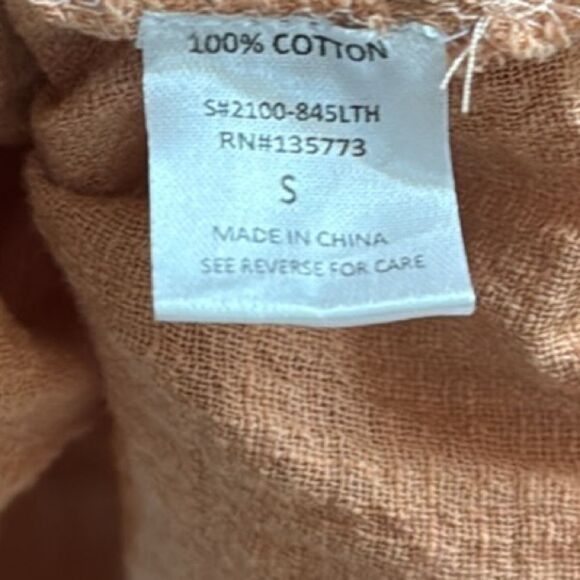 100% COTTON
S#2100-845LTH
RN#135773
S
MADE IN CHINA
SEE REVERSE FOR CARE